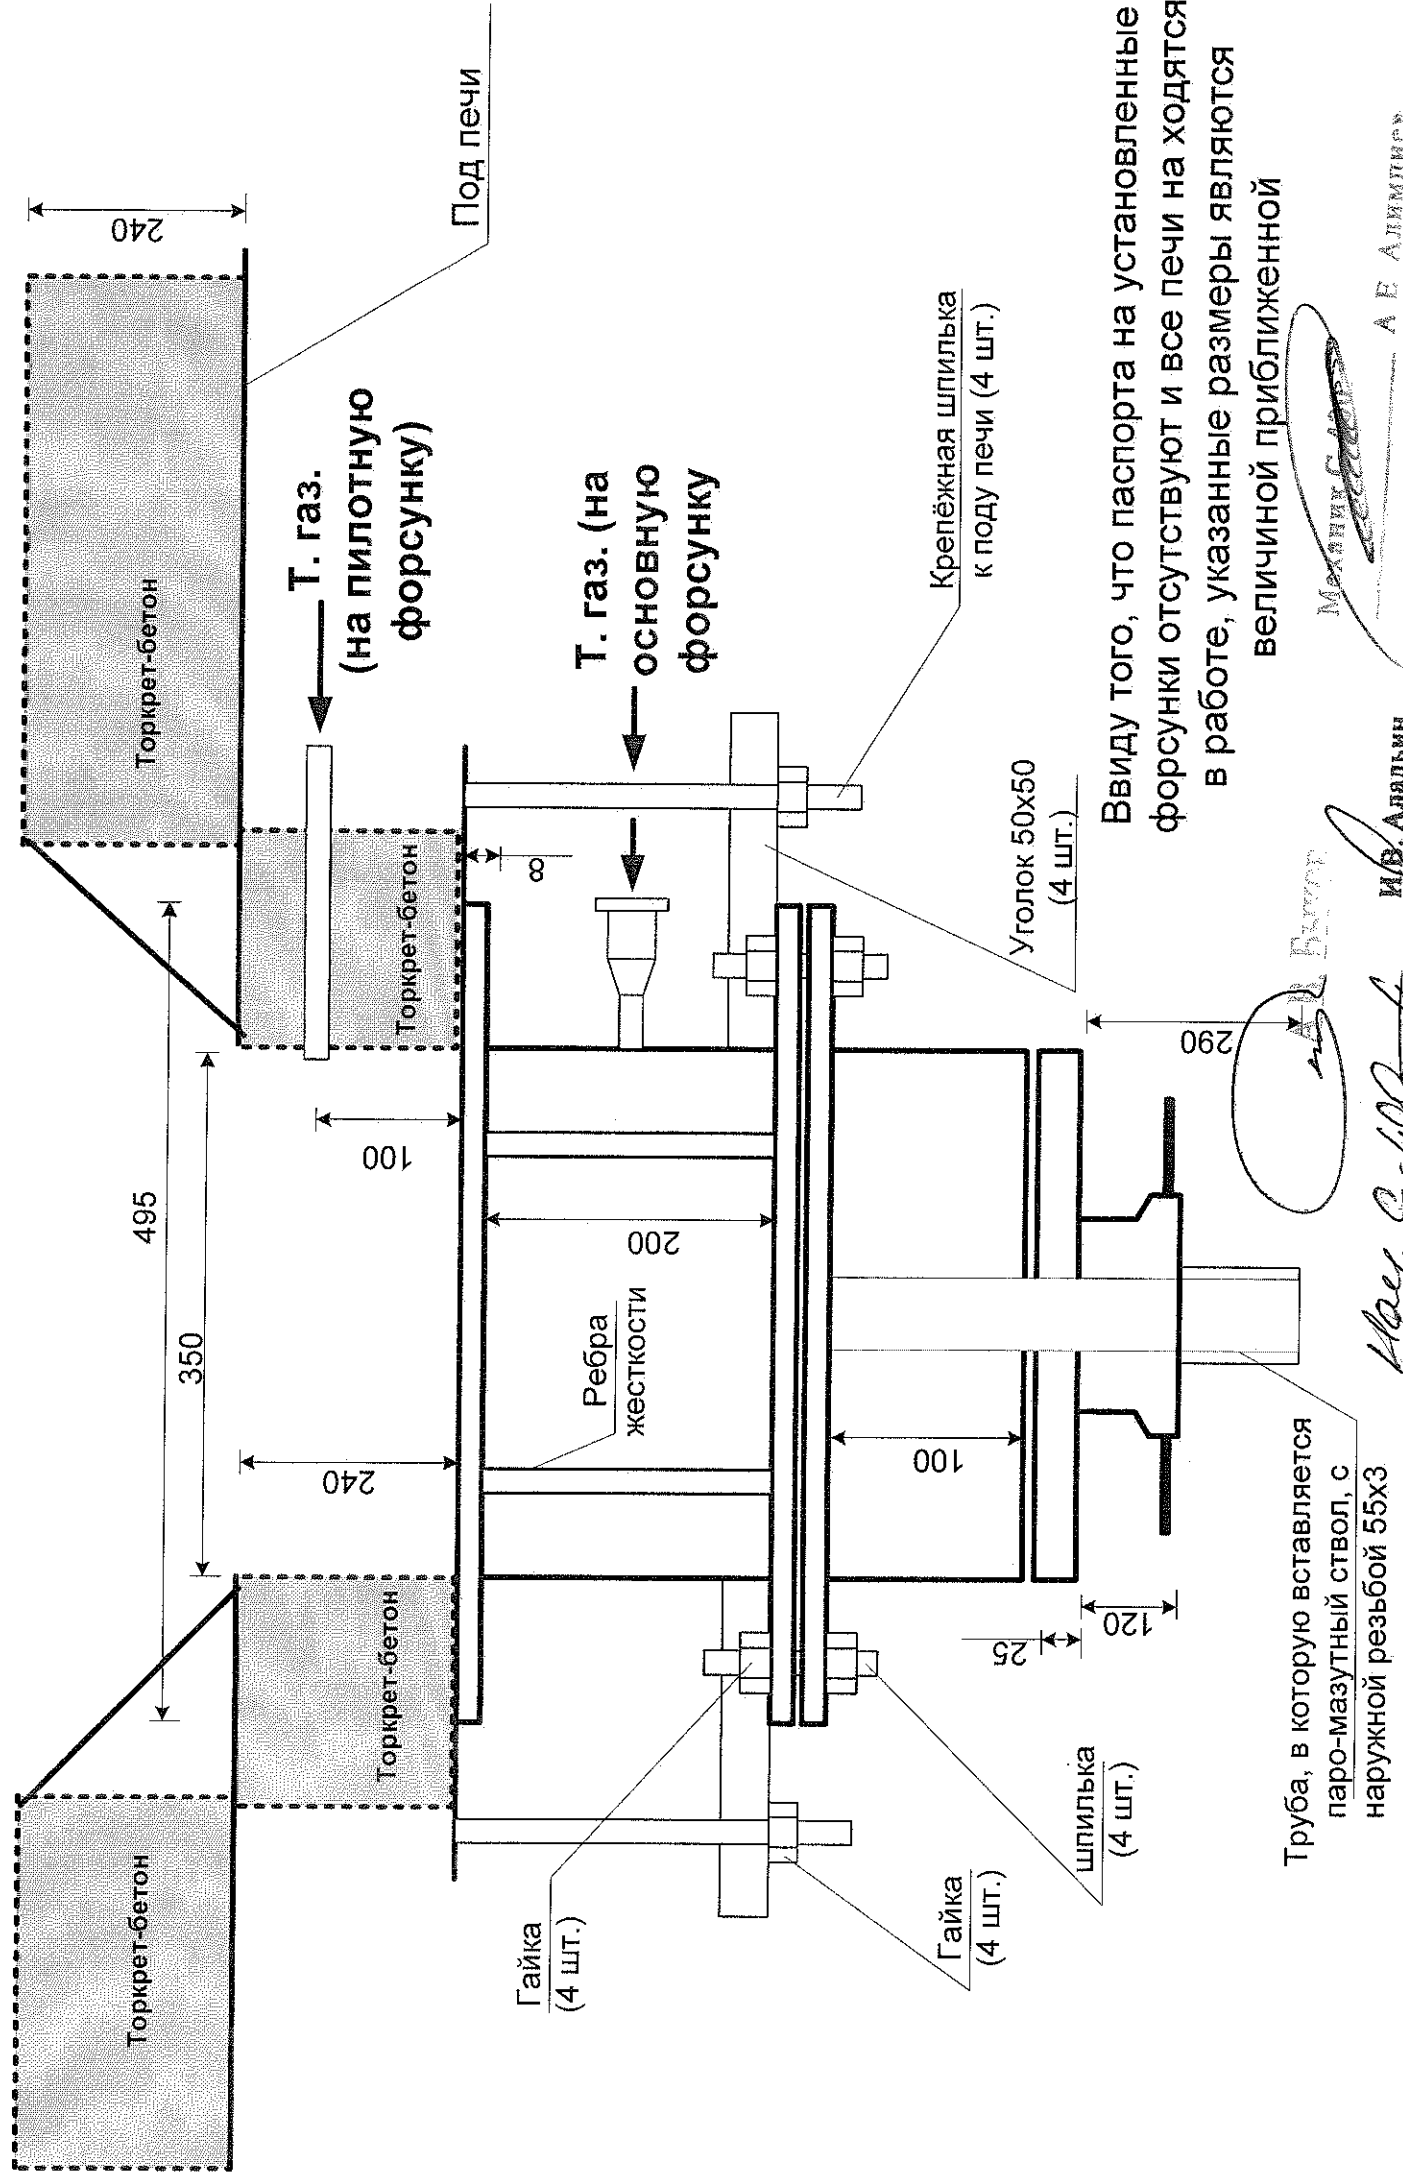 240
Под печи
Торкрет-бетон
Т. газ.
(на пилотную
форсунку)
Торкрет-бетон
495
350
100
8
Т. газ. (на
основную
форсунку
Крепёжная шпилька
к поду печи (4 шт.)
Уголок 50х50
(4 шт.)
240
200
Ребра
жесткости
100
290
Торкрет-бетон
Торкрет-бетон
25
120
Гайка
(4 шт.)
Гайка
(4 шт.)
шпилька
(4 шт.)
Труба, в которую вставляется
паро-мазутный ствол, с
наружной резьбой 55х3
Ввиду того, что паспорта на установленные
форсунки отсутствуют и все печи на ходятся
в работе, указанные размеры являются
величиной приближенной
Механик
А Е
И.В.